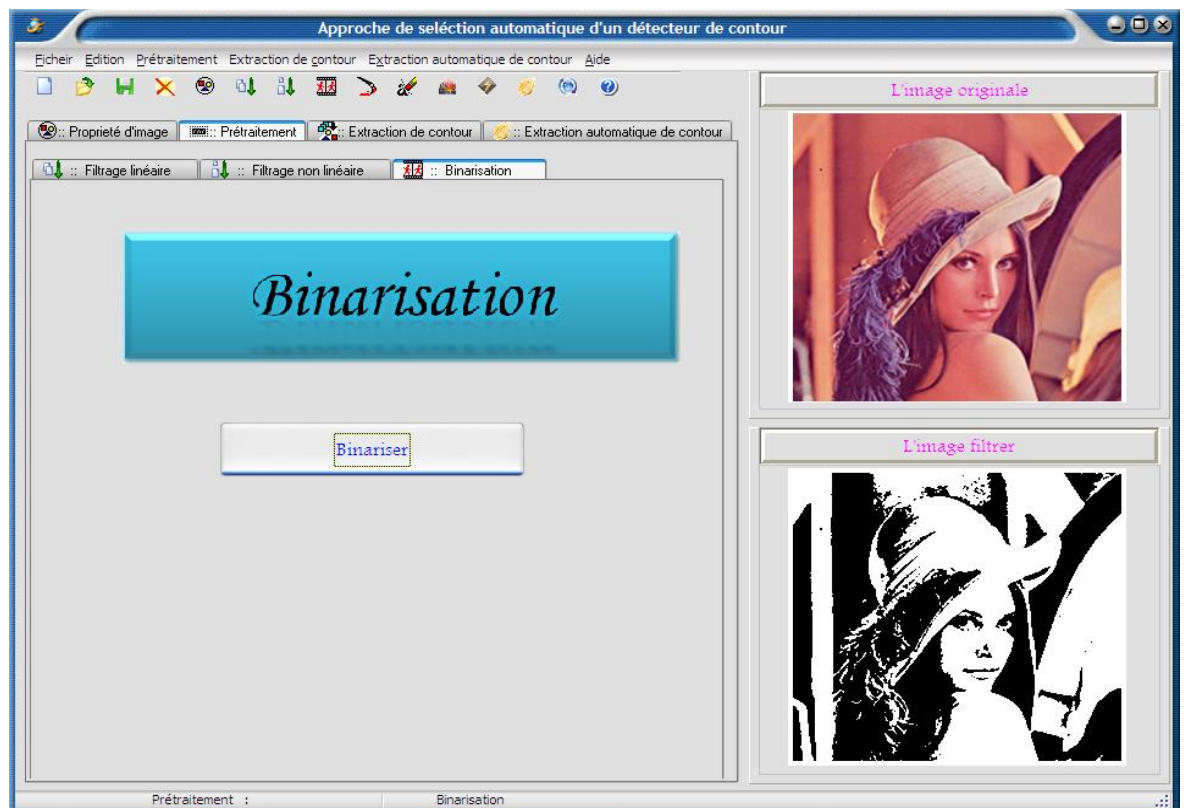 Approche de seléction automatique d'un détecteur de contour
Ficheir Edition Prétraitement Extraction de contour Extraction automatique de contour Aide
:: Proprieté d'image :: Prétraitement :: Extraction de contour :: Extraction automatique de contour
:: Filtrage linéaire :: Filtrage non linéaire :: Binarisation
Binarisation
Binariser
L'image originale
L'image filtrer
Prétraitement : Binarisation